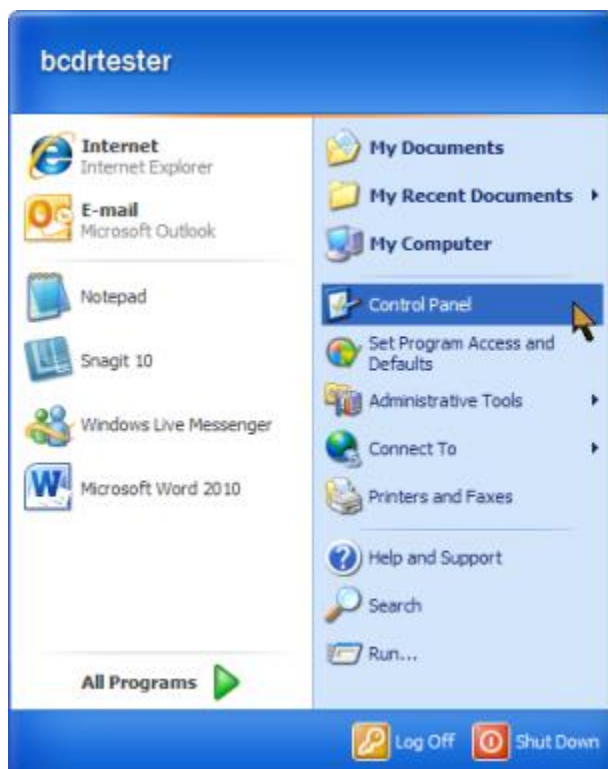 bcdrtester
Internet
Internet Explorer
E-mail
Microsoft Outlook
Notepad
Snagit 10
Windows Live Messenger
Microsoft Word 2010
All Programs
My Documents
My Recent Documents
My Computer
Control Panel
Set Program Access and
Defaults
Administrative Tools
Connect To
Printers and Faxes
Help and Support
Search
Run...
Log Off
Shut Down